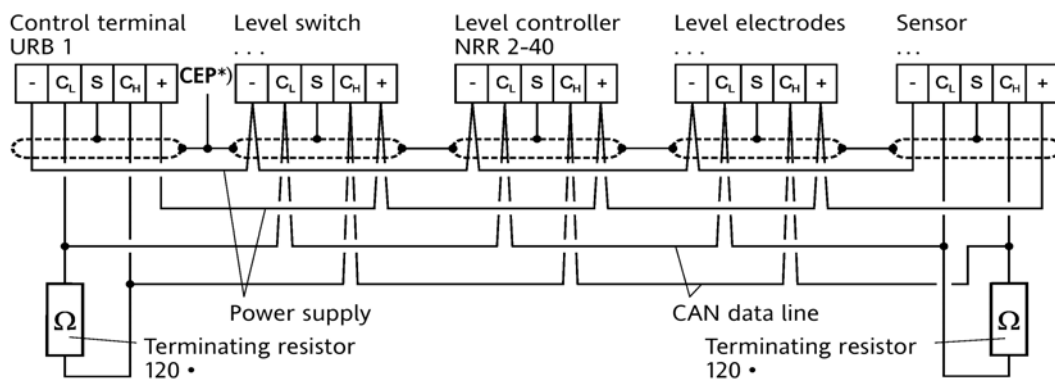 Control terminal
URB 1
Level switch
. . .
Level controller
NRR 2-40
Level electrodes
. . .
Sensor
...
- C_L S C_H +
CEP*)
- C_L S C_H +
- C_L S C_H +
- C_L S C_H +
- C_L S C_H +
Ω
Power supply
CAN data line
Ω
Terminating resistor
120 •
Terminating resistor
120 •